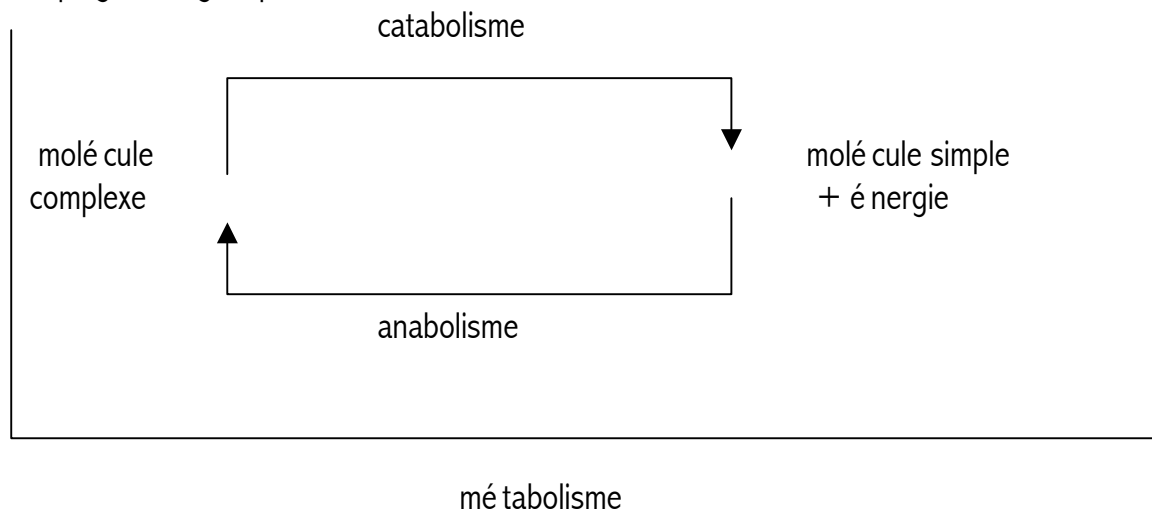 catabolisme
molé cule
complexe
molé cule simple
+ é nergie
anabolisme
mé tabolisme